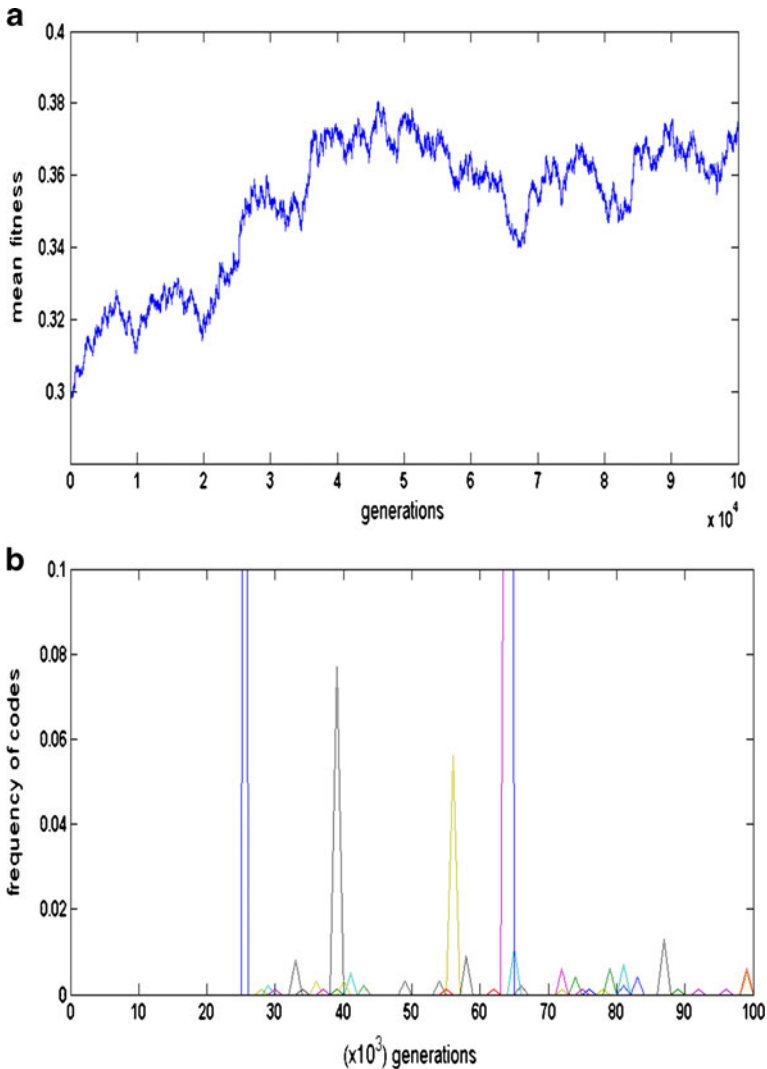 a
0.4
0.38
0.36
0.34
0.32
0.3
mean fitness
0 1 2 3 4 5 6 7 8 9 10
generations
x 10^4
b
0.1
0.08
0.06
0.04
0.02
0
frequency of codes
0 10 20 30 40 50 60 70 80 90 100
(x10^3) generations